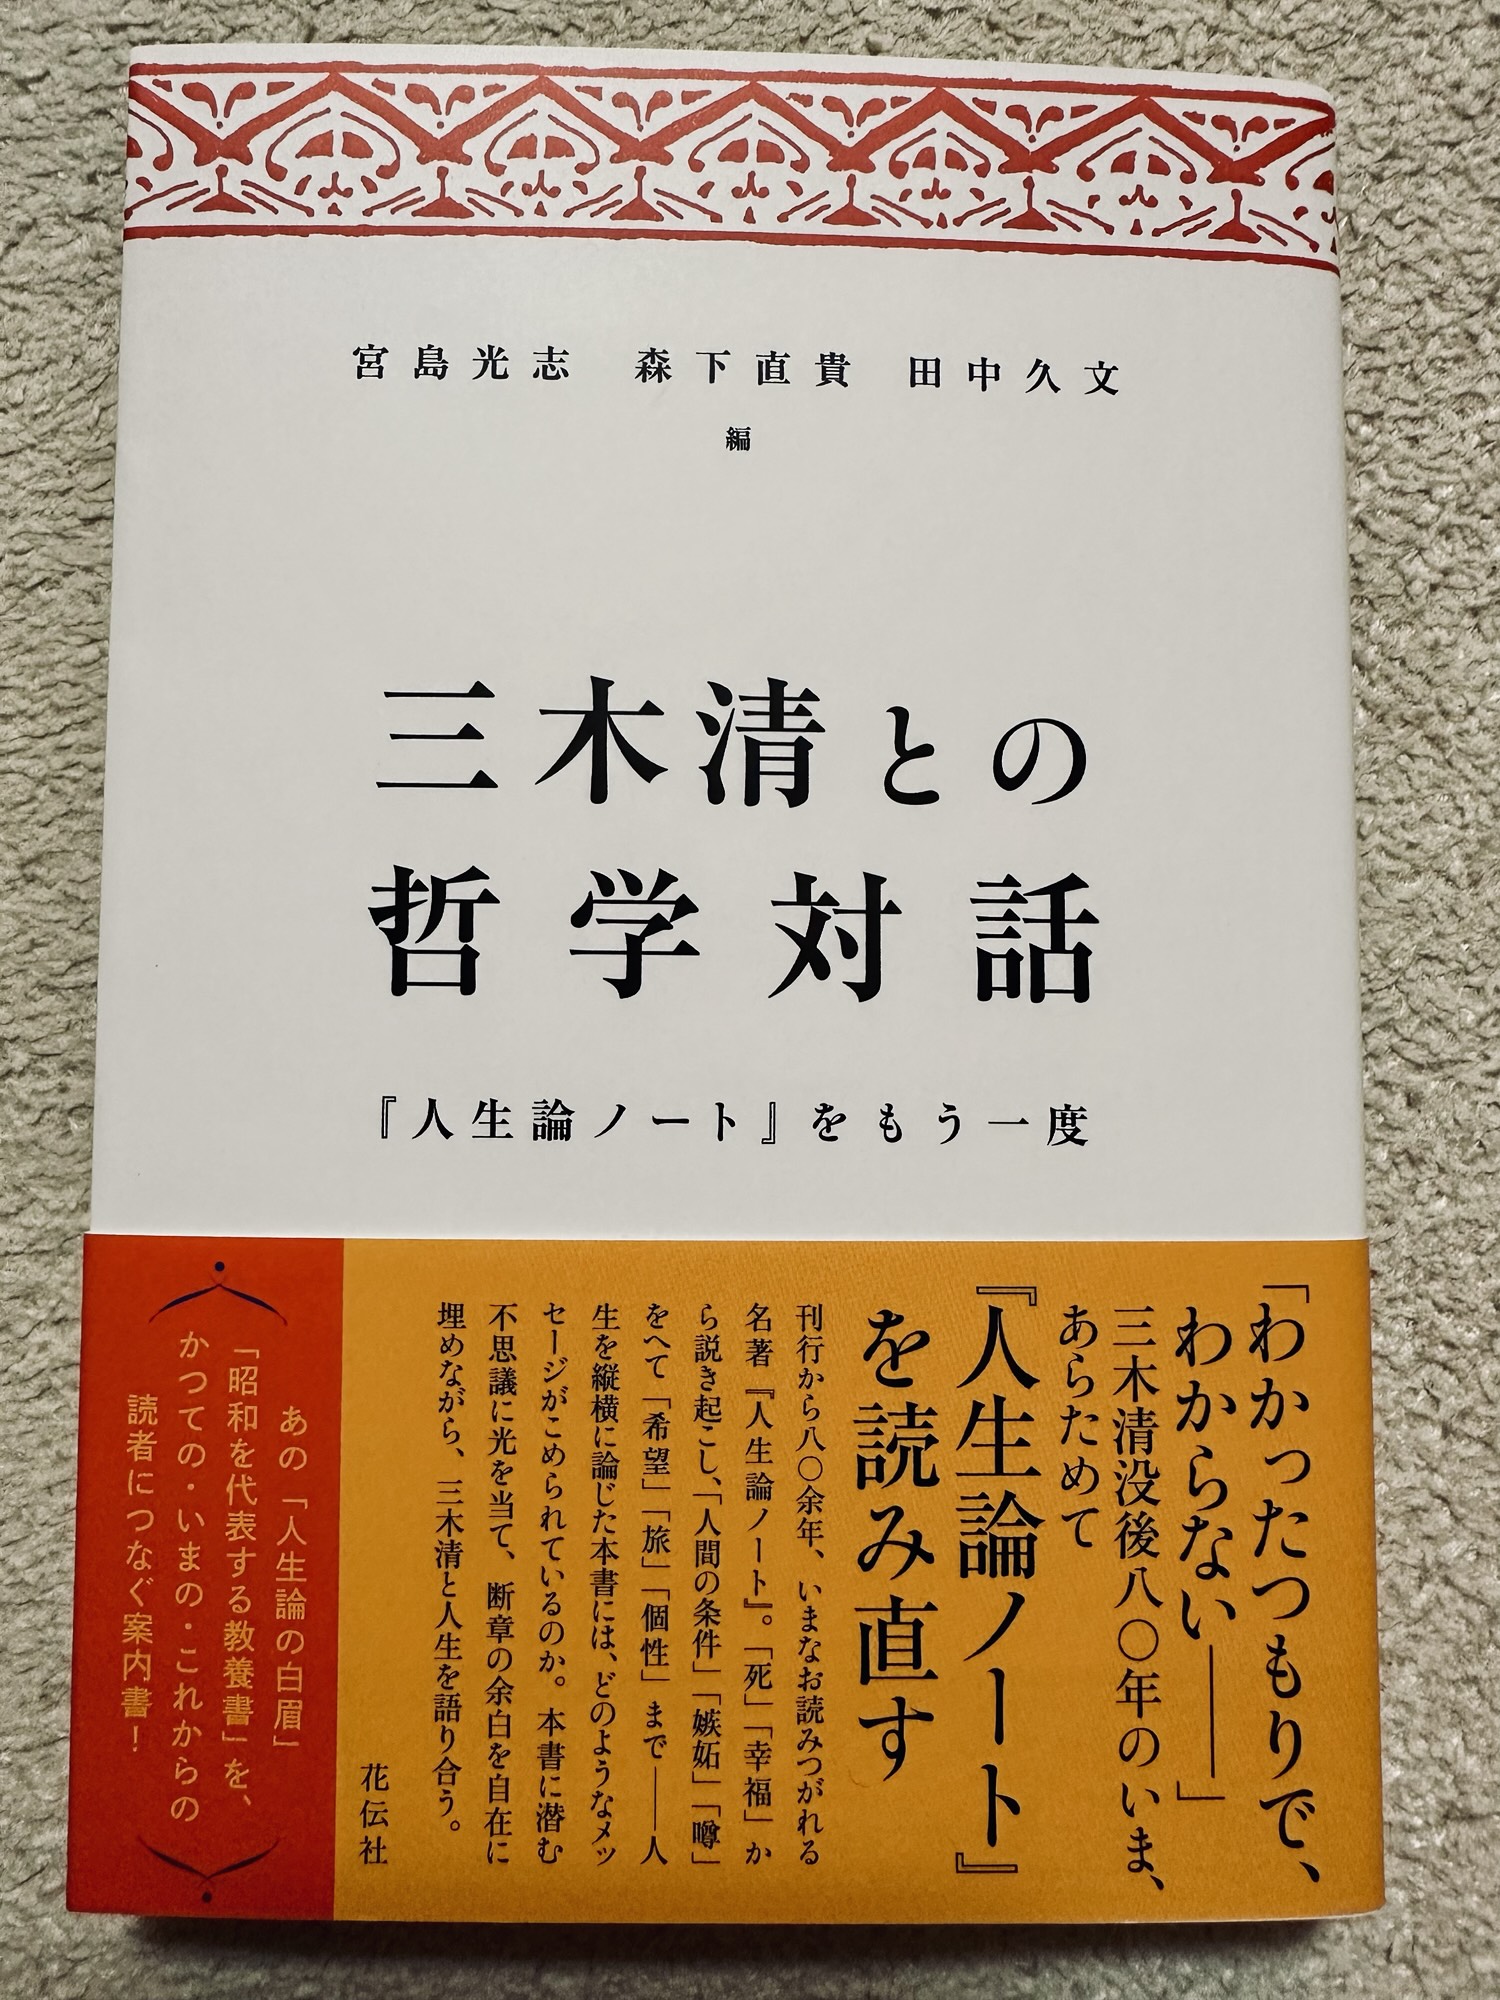 宮島光志　森下直貴　田中久文
編
三木清との
哲学対話
『人生論ノート』をもう一度
「わかったつもりで、
わからない――」
三木清没後八〇年のいま、
あらためて
『人生論ノート』
を読み直す
刊行から八〇余年、いまなお読みつがれる
名著『人生論ノート』。「死」「幸福」か
ら説き起こし、「人間の条件」「嫉妬」「噂」
をへて「希望」「旅」「個性」まで――人
生を縦横に論じた本書には、どのようなメッ
セージがこめられているのか。本書に潜む
不思議に光を当て、断章の余白を自在に
埋めながら、三木清と人生を語り合う。
花伝社
あの「人生論の白眉」
「昭和を代表する教養書」を、
かつての・いまの・これからの
読者につなぐ案内書！